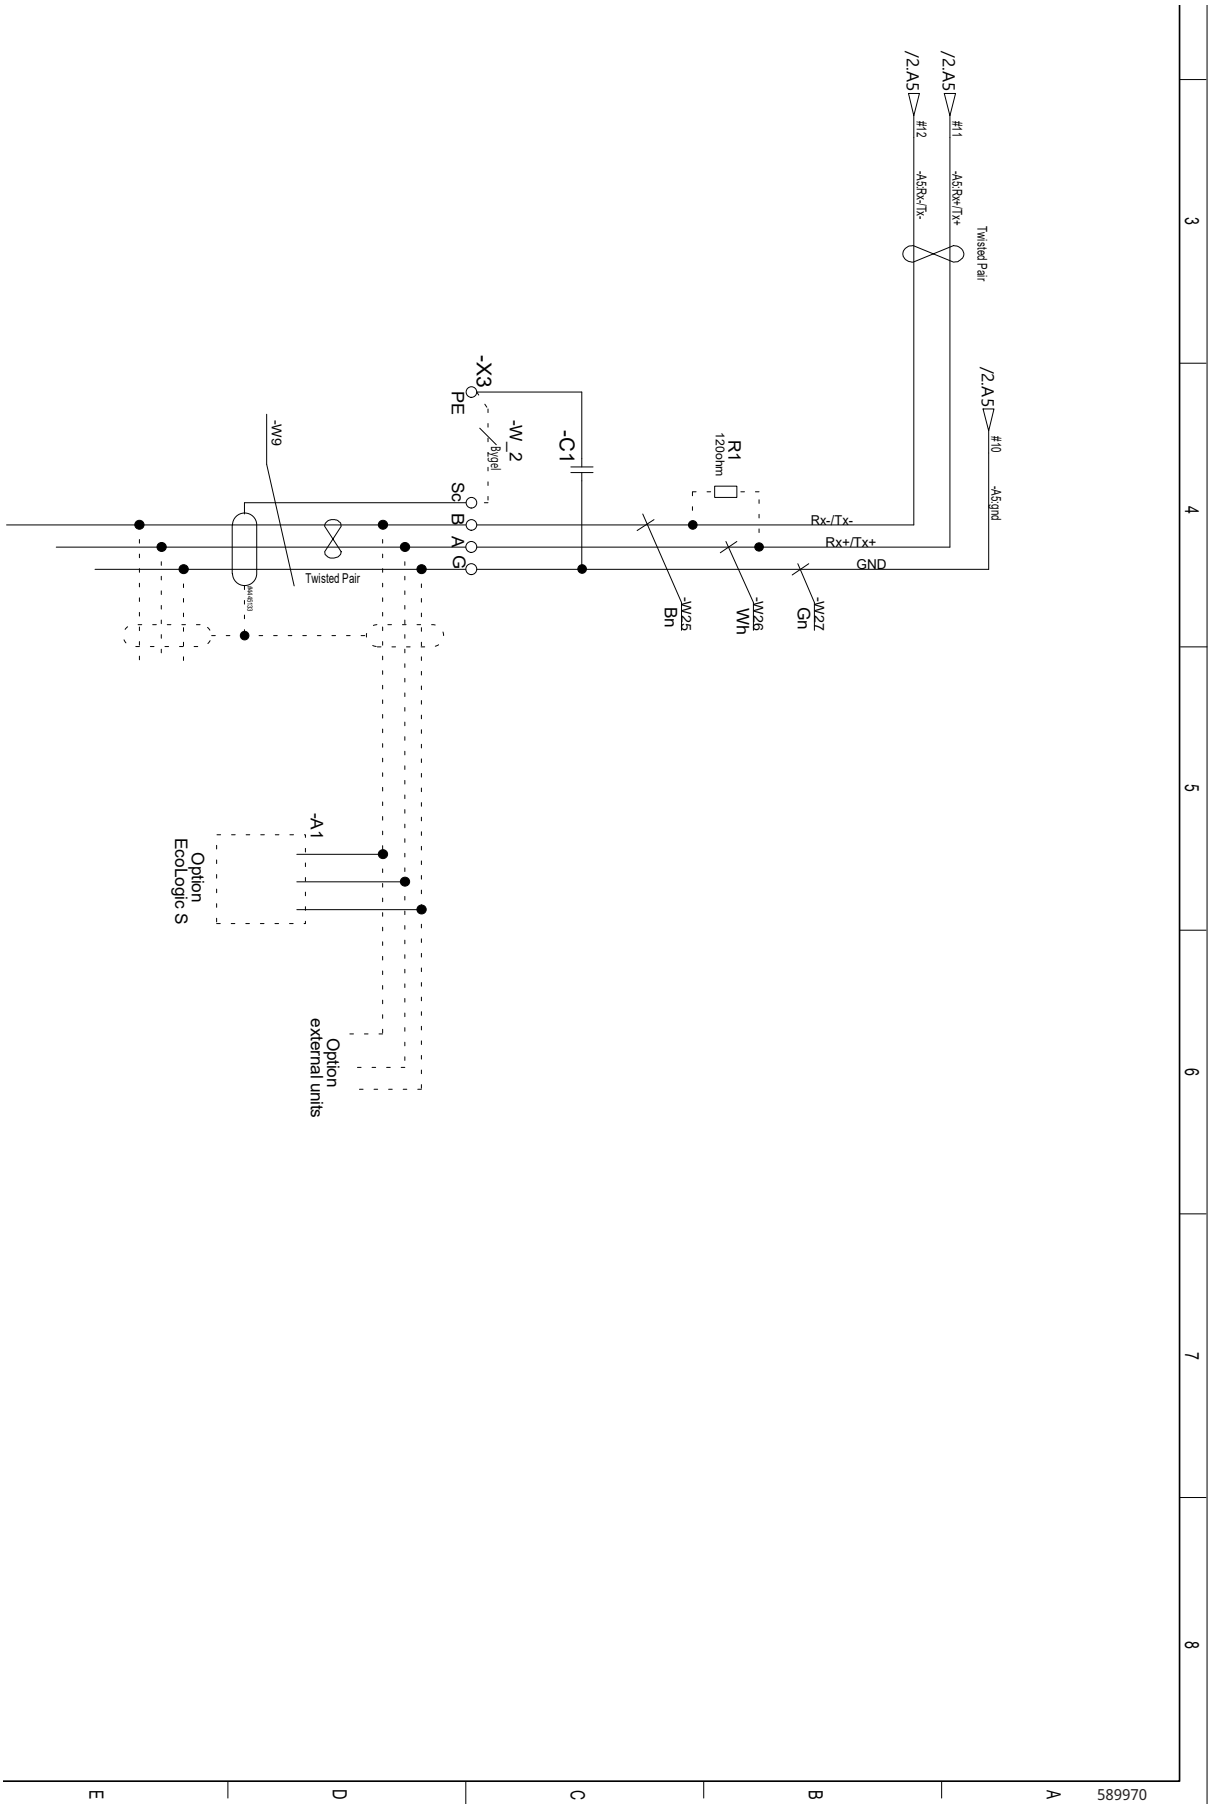 /2.A5
#11
-A5:Rx+/Tx+
/2.A5
#12
-A5:Rx-/Tx-
Twisted Pair
/2.A5
#10
-A5:gnd
3
4
5
6
7
8
Rx-/Tx-
Rx+/Tx+
GND
R1
120ohm
-W27
Gn
-W26
Wh
-W25
Bn
-C1
-X3
PE
-W_2
Bygel
Sc
B
A
G
-W9
Twisted Pair
-A1
Option
EcoLogic S
Option
external units
E
D
C
B
A
589970